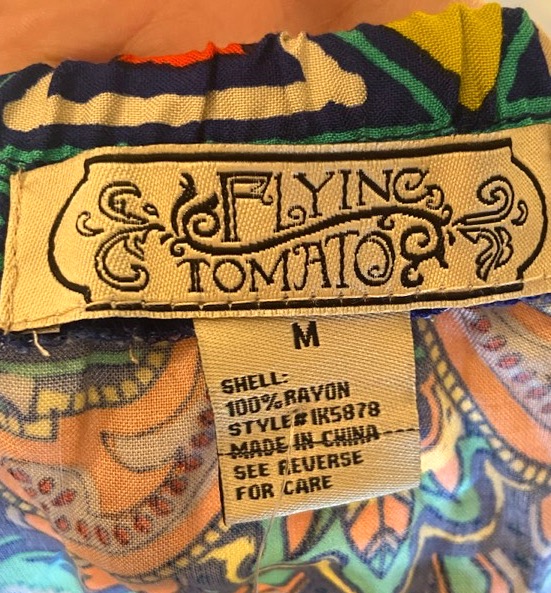 FLYING
TOMATO
M
SHELL:
100% RAYON
STYLE# IK5878
MADE IN CHINA
SEE REVERSE
FOR CARE